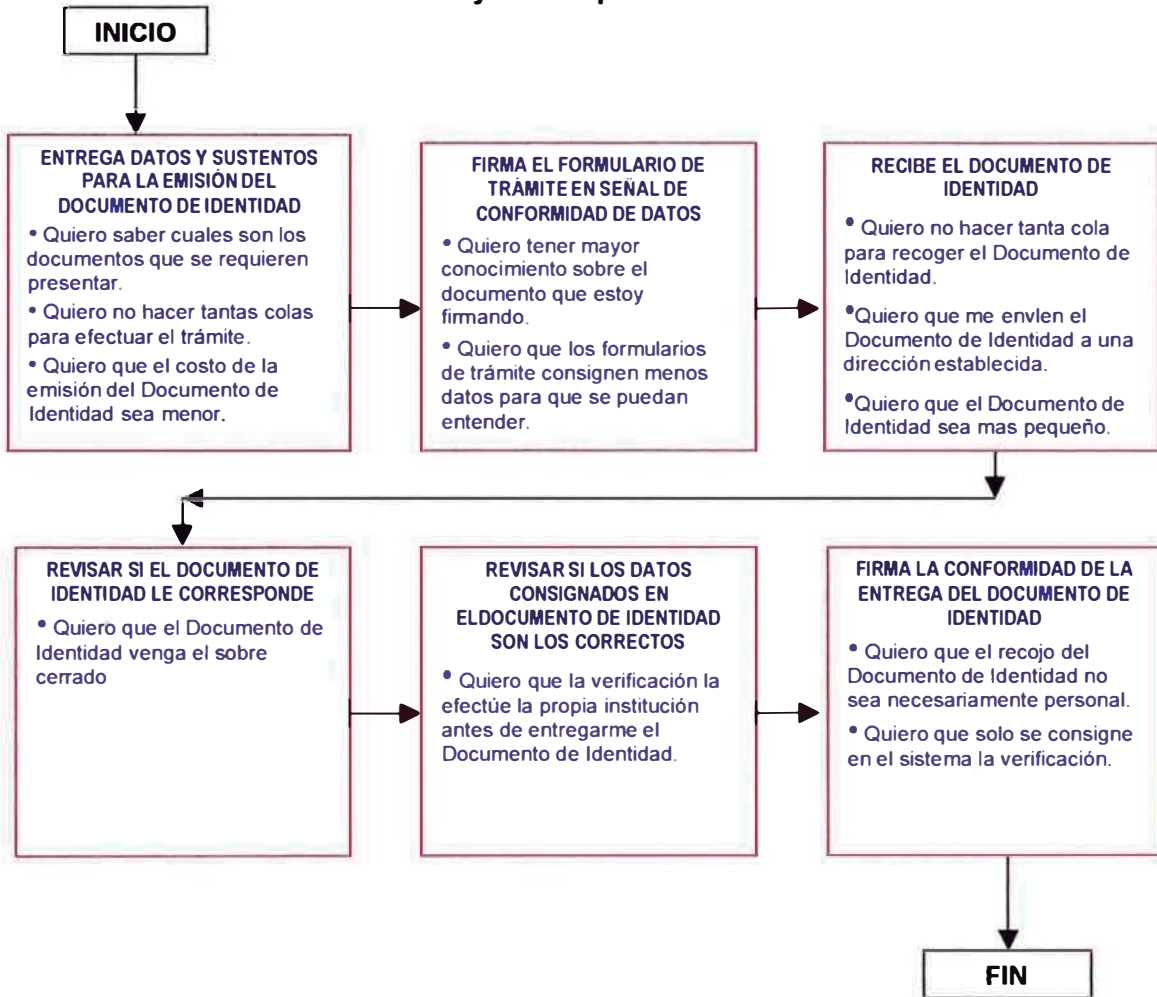 INICIO
ENTREGA DATOS Y SUSTENTOS
PARA LA EMISIÓN DEL
DOCUMENTO DE IDENTIDAD
• Quiero saber cuales son los
documentos que se requieren
presentar.
• Quiero no hacer tantas colas
para efectuar el trámite.
• Quiero que el costo de la
emisión del Documento de
Identidad sea menor.
FIRMA EL FORMULARIO DE
TRÁMITE EN SEÑAL DE
CONFORMIDAD DE DATOS
• Quiero tener mayor
conocimiento sobre el
documento que estoy
firmando.
• Quiero que los formularios
de trámite consignen menos
datos para que se puedan
entender.
RECIBE EL DOCUMENTO DE
IDENTIDAD
• Quiero no hacer tanta cola
para recoger el Documento de
Identidad.
•Quiero que me envíen el
Documento de Identidad a una
dirección establecida.
•Quiero que el Documento de
Identidad sea mas pequeño.
REVISAR SI EL DOCUMENTO DE
IDENTIDAD LE CORRESPONDE
• Quiero que el Documento de
Identidad venga el sobre
cerrado
REVISAR SI LOS DATOS
CONSIGNADOS EN
ELDOCUMENTO DE IDENTIDAD
SON LOS CORRECTOS
• Quiero que la verificación la
efectúe la propia institución
antes de entregarme el
Documento de Identidad.
FIRMA LA CONFORMIDAD DE LA
ENTREGA DEL DOCUMENTO DE
IDENTIDAD
• Quiero que el recojo del
Documento de Identidad no
sea necesariamente personal.
• Quiero que solo se consigne
en el sistema la verificación.
FIN